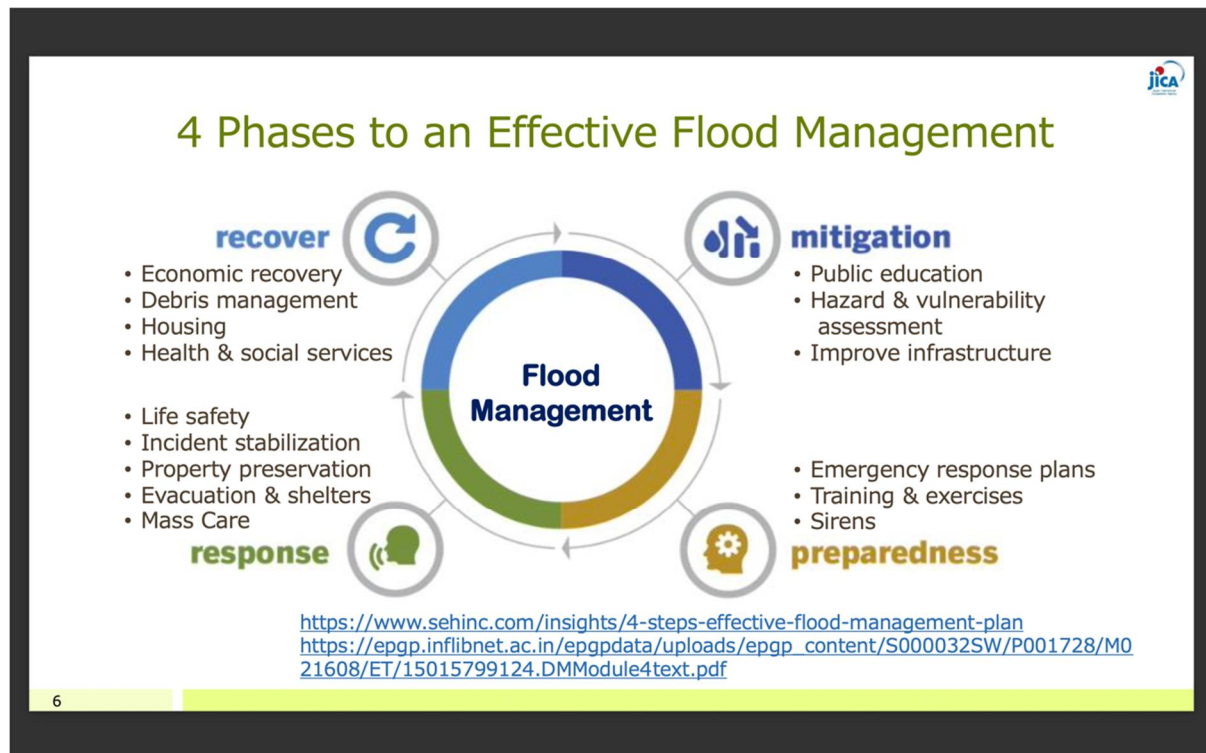 jica
4 Phases to an Effective Flood Management
recover
• Economic recovery
• Debris management
• Housing
• Health & social services
mitigation
• Public education
• Hazard & vulnerability
assessment
• Improve infrastructure
Flood
Management
• Life safety
• Incident stabilization
• Property preservation
• Evacuation & shelters
• Mass Care
response
• Emergency response plans
• Training & exercises
• Sirens
preparedness
https://www.sehinc.com/insights/4-steps-effective-flood-management-plan
https://epgp.inflibnet.ac.in/epgpdata/uploads/epgp_content/S000032SW/P001728/M0
21608/ET/15015799124.DMModule4text.pdf
6